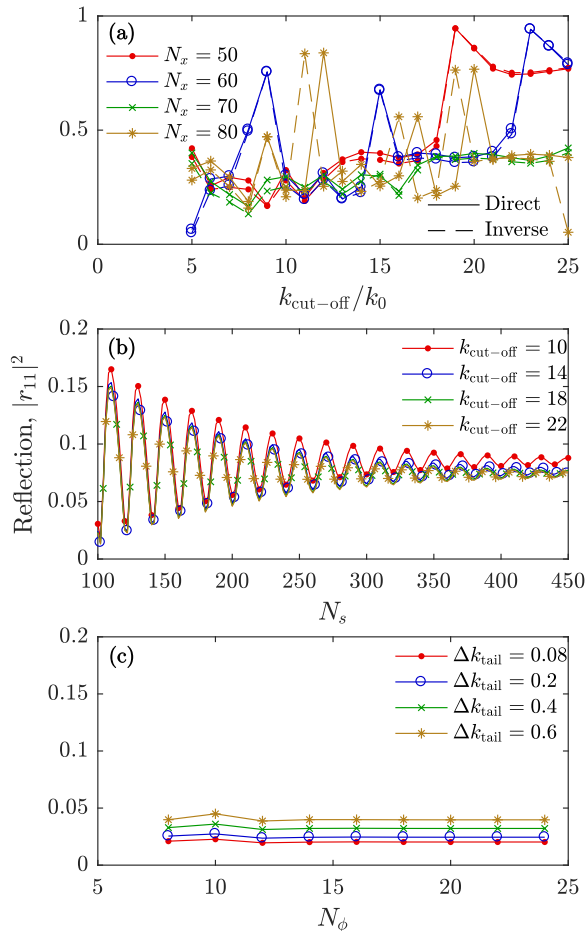 (a)
N_x = 50
N_x = 60
N_x = 70
N_x = 80
Direct
Inverse
1
0.5
0
0 5 10 15 20 25
k_cut−off/k_0
(b)
k_cut−off = 10
k_cut−off = 14
k_cut−off = 18
k_cut−off = 22
0.2
0.15
0.1
0.05
0
Reflection, |r_11|^2
100 150 200 250 300 350 400 450
N_s
(c)
Δk_tail = 0.08
Δk_tail = 0.2
Δk_tail = 0.4
Δk_tail = 0.6
0.2
0.15
0.1
0.05
0
5 10 15 20 25
N_ϕ